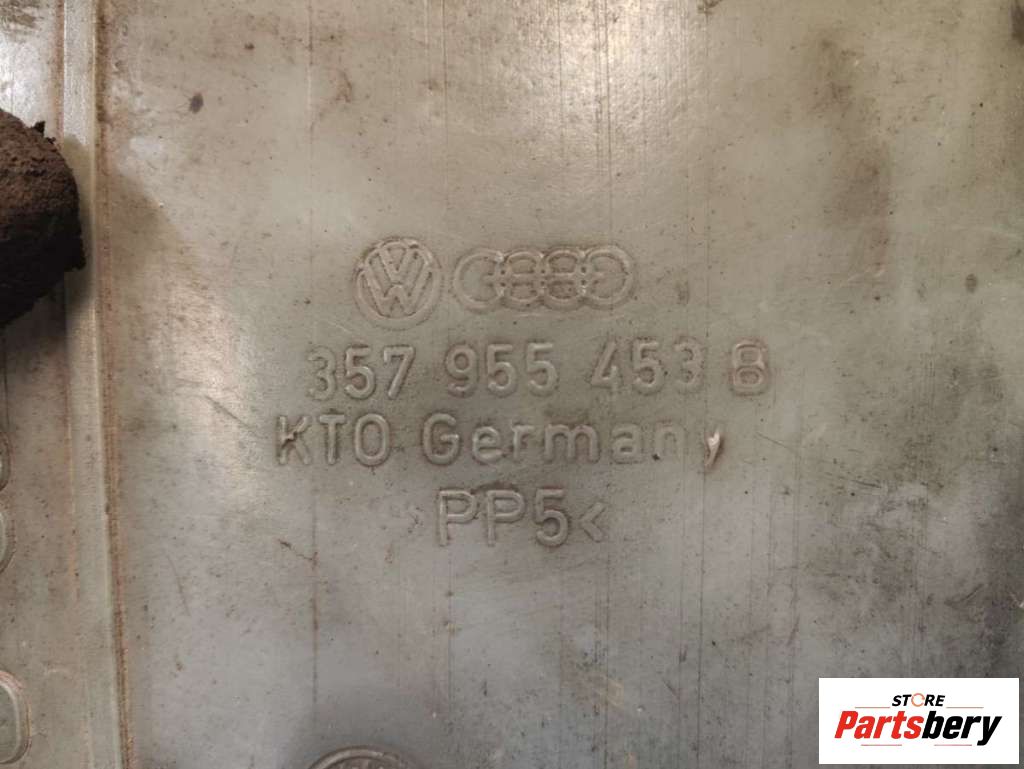 357 955 453 B
KTO Germany
PP5<
STORE
Partsbery